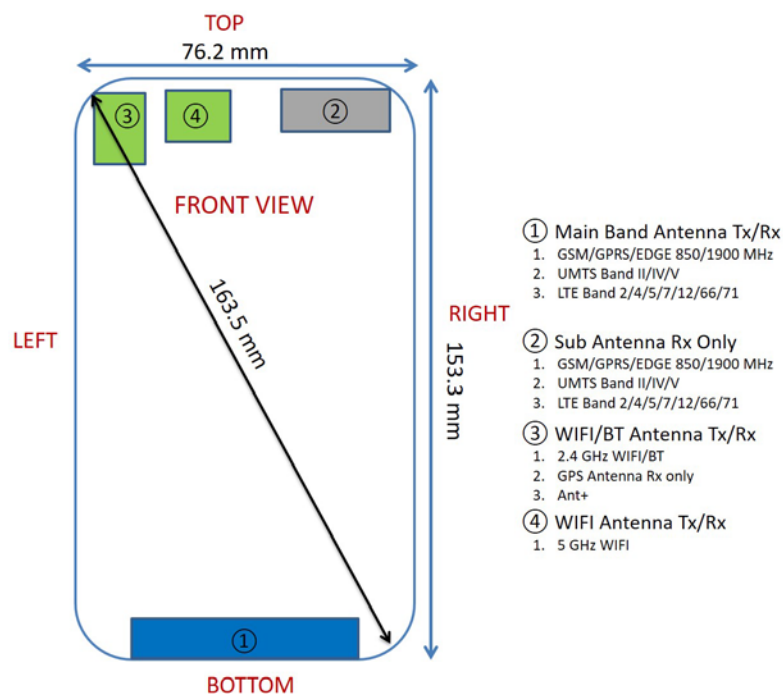 TOP
76.2 mm
③
④
②
FRONT VIEW
163.5 mm
LEFT
RIGHT
153.3 mm
①
BOTTOM
① Main Band Antenna Tx/Rx
1. GSM/GPRS/EDGE 850/1900 MHz
2. UMTS Band II/IV/V
3. LTE Band 2/4/5/7/12/66/71
② Sub Antenna Rx Only
1. GSM/GPRS/EDGE 850/1900 MHz
2. UMTS Band II/IV/V
3. LTE Band 2/4/5/7/12/66/71
③ WIFI/BT Antenna Tx/Rx
1. 2.4 GHz WIFI/BT
2. GPS Antenna Rx only
3. Ant+
④ WIFI Antenna Tx/Rx
1. 5 GHz WIFI